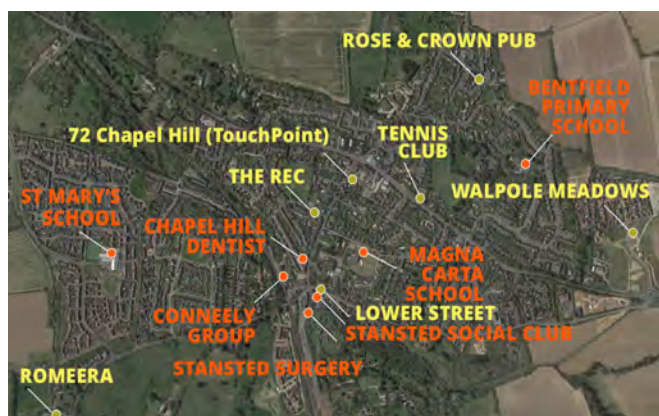 ROSE & CROWN PUB
BENTFIELD
PRIMARY
SCHOOL
72 Chapel Hill (TouchPoint)
TENNIS
CLUB
THE REC
WALPOLE MEADOWS
ST MARY'S
SCHOOL
CHAPEL HILL
DENTIST
MAGNA
CARTA
SCHOOL
CONNEELY
GROUP
LOWER STREET
STANSTED SOCIAL CLUB
STANSTED SURGERY
ROMEERA